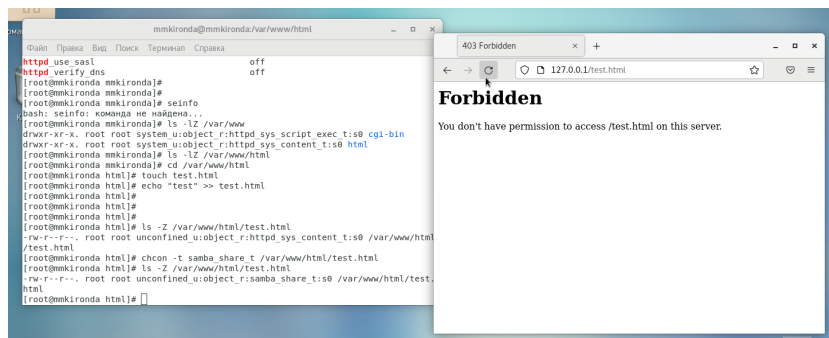 mmkironda@mmkironda:/var/www/html
Файл Правка Вид Поиск Терминал Справка
httpd_use_sasl off
httpd_verify_dns off
[root@mmkironda mmkironda]#
[root@mmkironda mmkironda]#
[root@mmkironda mmkironda]# seinfo
bash: seinfo: команда не найдена...
[root@mmkironda mmkironda]# ls -lZ /var/www
drwxr-xr-x. root root system_u:object_r:httpd_sys_script_exec_t:s0 cgi-bin
drwxr-xr-x. root root system_u:object_r:httpd_sys_content_t:s0 html
[root@mmkironda mmkironda]# ls -lZ /var/www/html
[root@mmkironda mmkironda]# cd /var/www/html
[root@mmkironda html]# touch test.html
[root@mmkironda html]# echo "test" >> test.html
[root@mmkironda html]#
[root@mmkironda html]#
[root@mmkironda html]#
[root@mmkironda html]# ls -Z /var/www/html/test.html
-rw-r--r--. root root unconfined_u:object_r:httpd_sys_content_t:s0 /var/www/html
/test.html
[root@mmkironda html]# chcon -t samba_share_t /var/www/html/test.html
[root@mmkironda html]# ls -Z /var/www/html/test.html
-rw-r--r--. root root unconfined_u:object_r:samba_share_t:s0 /var/www/html/test.
html
[root@mmkironda html]#
403 Forbidden
127.0.0.1/test.html
Forbidden
You don't have permission to access /test.html on this server.